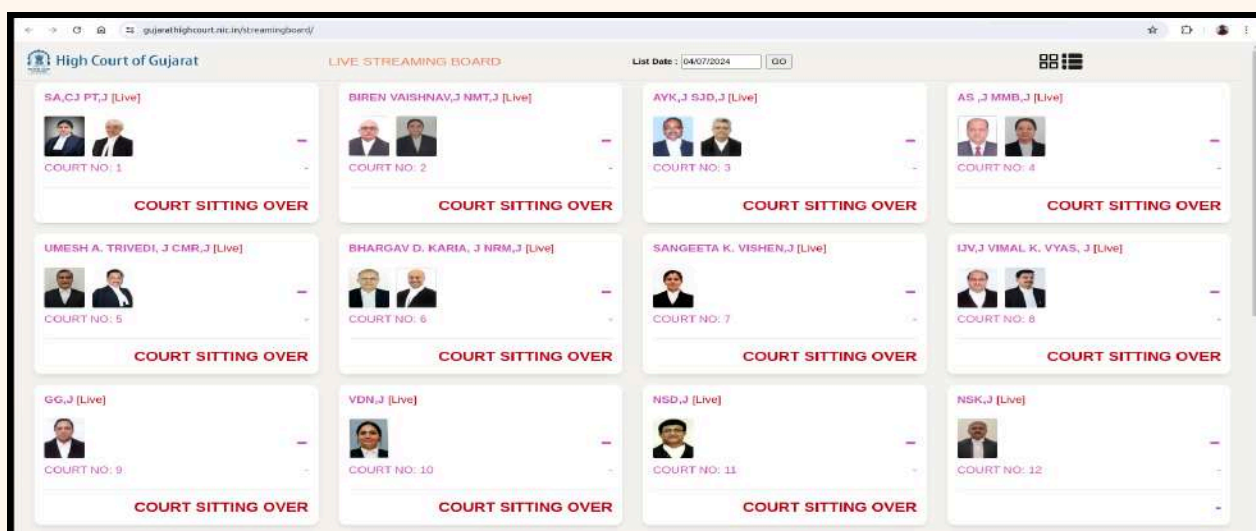 gujarathighcourt.nic.in/streamingboard/
High Court of Gujarat LIVE STREAMING BOARD List Date : 04/07/2024 GO
SA,CJ PT,J [Live] BIREN VAISHNAV,J NMT,J [Live] AYK,J SJD,J [Live] AS ,J MMB,J [Live]
– – – –
COURT NO: 1 - COURT NO: 2 - COURT NO: 3 - COURT NO: 4 -
COURT SITTING OVER COURT SITTING OVER COURT SITTING OVER COURT SITTING OVER
UMESH A. TRIVEDI, J CMR,J [Live] BHARGAV D. KARIA, J NRM,J [Live] SANGEETA K. VISHEN,J [Live] IJV,J VIMAL K. VYAS, J [Live]
– – – –
COURT NO: 5 - COURT NO: 6 - COURT NO: 7 - COURT NO: 8 -
COURT SITTING OVER COURT SITTING OVER COURT SITTING OVER COURT SITTING OVER
GG,J [Live] VDN,J [Live] NSD,J [Live] NSK,J [Live]
– – – –
COURT NO: 9 - COURT NO: 10 - COURT NO: 11 - COURT NO: 12 -
COURT SITTING OVER COURT SITTING OVER COURT SITTING OVER -